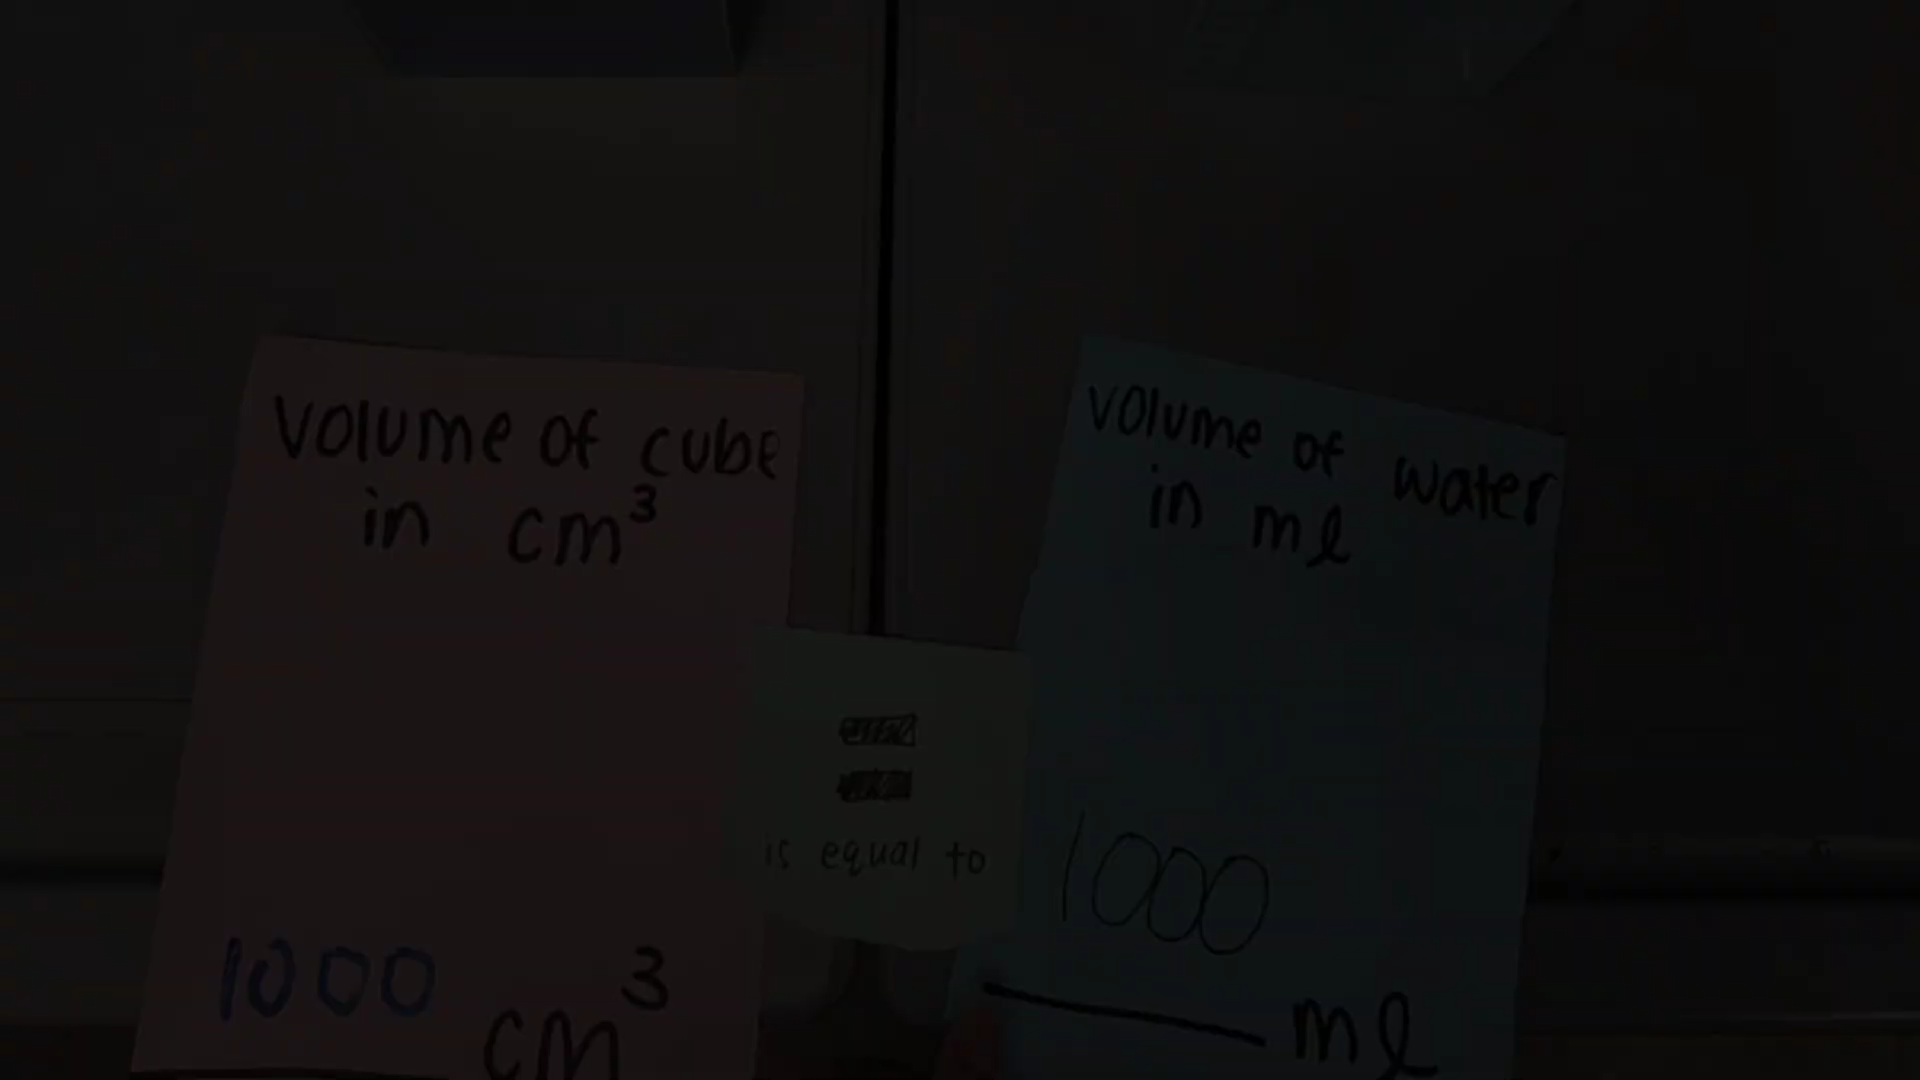 volume of cube
in cm³
1000 cm³
=
is equal to
volume of water
in ml
1000
ml